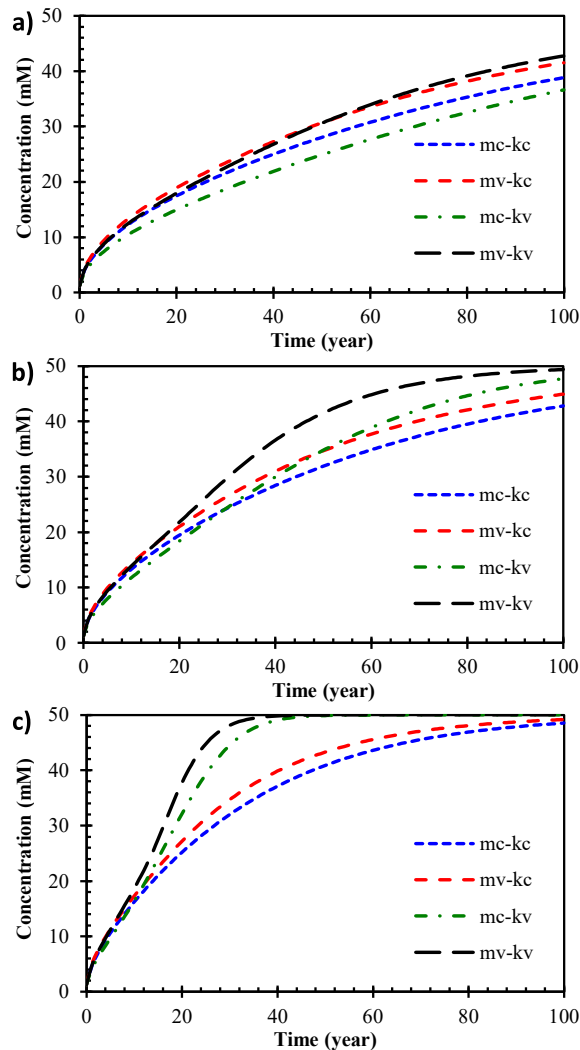 a)
50
40
30
20
10
0
Concentration (mM)
mc-kc
mv-kc
mc-kv
mv-kv
0 20 40 60 80 100
Time (year)
b)
50
40
30
20
10
0
Concentration (mM)
mc-kc
mv-kc
mc-kv
mv-kv
0 20 40 60 80 100
Time (year)
c)
50
40
30
20
10
0
Concentration (mM)
mc-kc
mv-kc
mc-kv
mv-kv
0 20 40 60 80 100
Time (year)